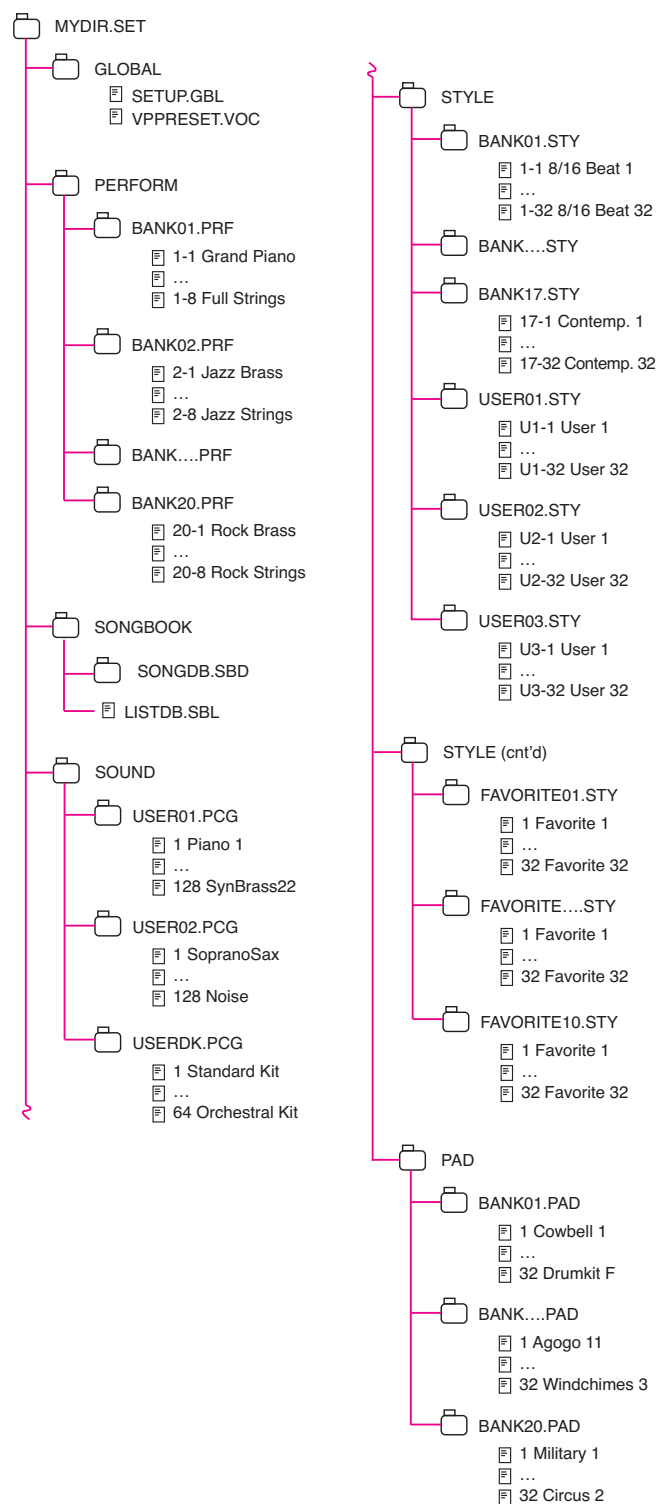 MYDIR.SET
GLOBAL
SETUP.GBL
VPPRESET.VOC
PERFORM
BANK01.PRF
1-1 Grand Piano
…
1-8 Full Strings
BANK02.PRF
2-1 Jazz Brass
…
2-8 Jazz Strings
BANK….PRF
BANK20.PRF
20-1 Rock Brass
…
20-8 Rock Strings
SONGBOOK
SONGDB.SBD
LISTDB.SBL
SOUND
USER01.PCG
1 Piano 1
…
128 SynBrass22
USER02.PCG
1 SopranoSax
…
128 Noise
USERDK.PCG
1 Standard Kit
…
64 Orchestral Kit
STYLE
BANK01.STY
1-1 8/16 Beat 1
…
1-32 8/16 Beat 32
BANK….STY
BANK17.STY
17-1 Contemp. 1
…
17-32 Contemp. 32
USER01.STY
U1-1 User 1
…
U1-32 User 32
USER02.STY
U2-1 User 1
…
U2-32 User 32
USER03.STY
U3-1 User 1
…
U3-32 User 32
STYLE (cnt’d)
FAVORITE01.STY
1 Favorite 1
…
32 Favorite 32
FAVORITE….STY
1 Favorite 1
…
32 Favorite 32
FAVORITE10.STY
1 Favorite 1
…
32 Favorite 32
PAD
BANK01.PAD
1 Cowbell 1
…
32 Drumkit F
BANK….PAD
1 Agogo 11
…
32 Windchimes 3
BANK20.PAD
1 Military 1
…
32 Circus 2